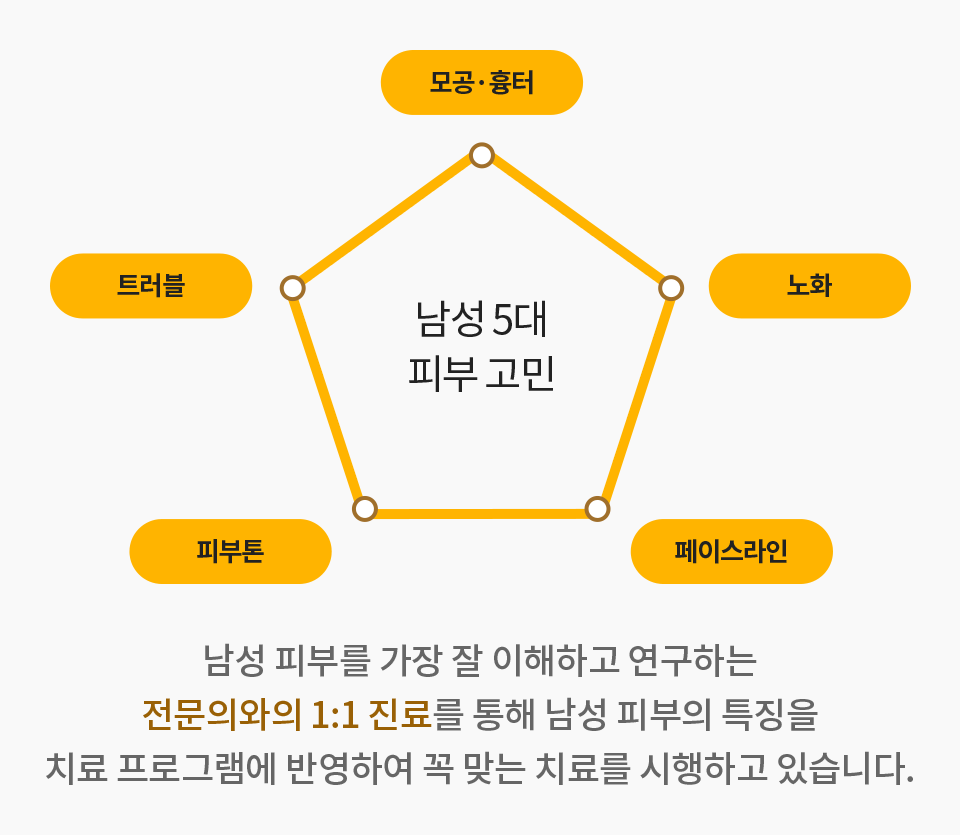 모공·흉터
트러블
노화
남성 5대
피부 고민
피부톤
페이스라인
남성 피부를 가장 잘 이해하고 연구하는
전문의와의 1:1 진료를 통해 남성 피부의 특징을
치료 프로그램에 반영하여 꼭 맞는 치료를 시행하고 있습니다.